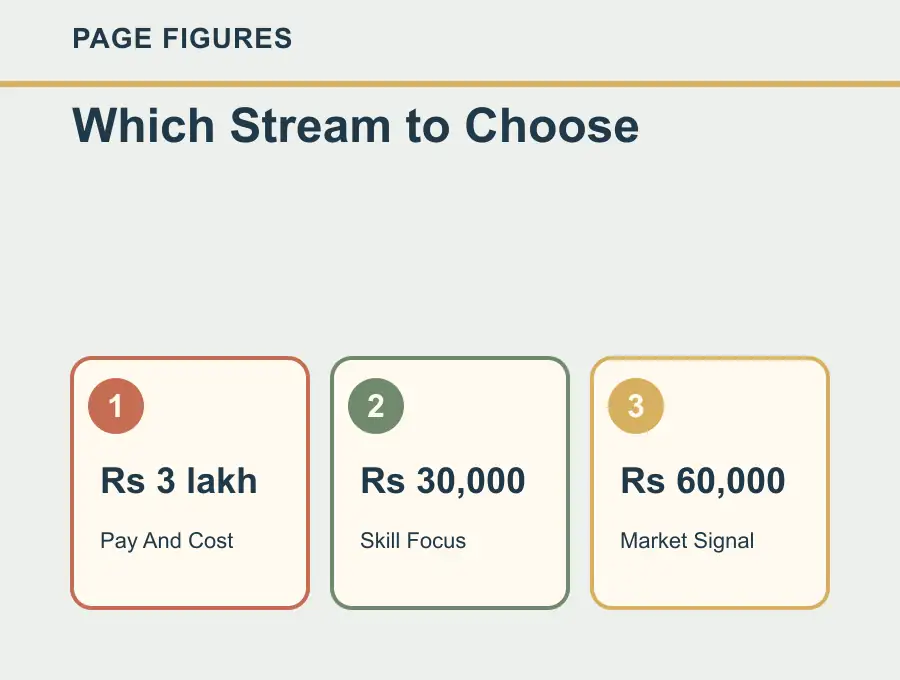 PAGE FIGURES
Which Stream to Choose
1
Rs 3 lakh
Pay And Cost
2
Rs 30,000
Skill Focus
3
Rs 60,000
Market Signal